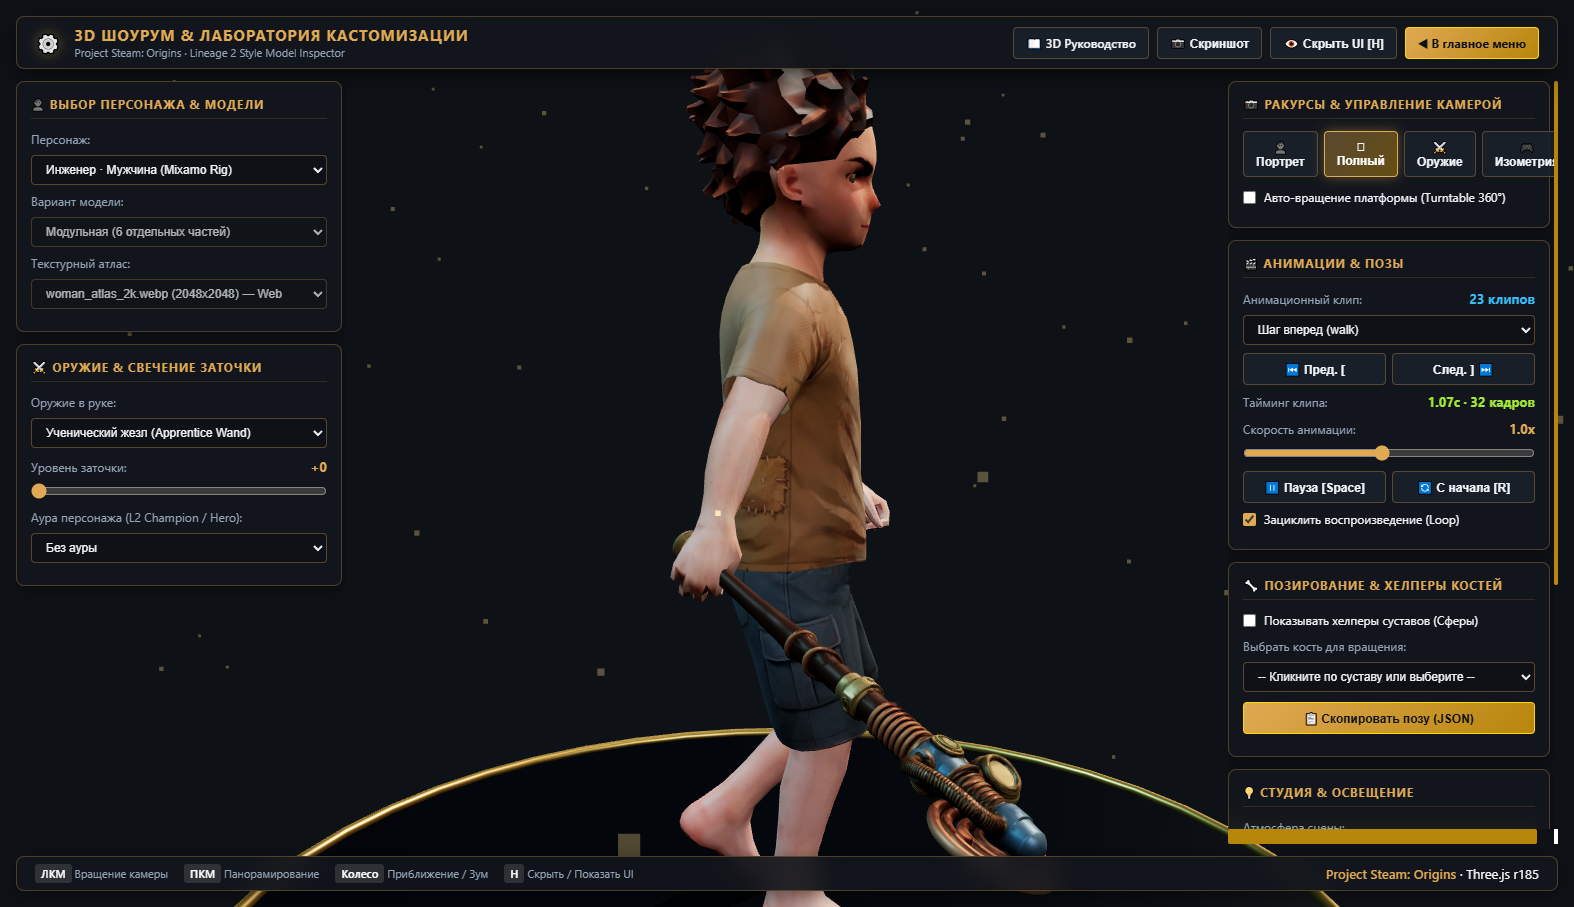 3D ШОУРУМ & ЛАБОРАТОРИЯ КАСТОМИЗАЦИИ
Project Steam: Origins · Lineage 2 Style Model Inspector
3D Руководство
Скриншот
Скрыть UI [H]
◀ В главное меню
ВЫБОР ПЕРСОНАЖА & МОДЕЛИ
Персонаж:
Инженер - Мужчина (Mixamo Rig)
Вариант модели:
Модульная (6 отдельных частей)
Текстурный атлас:
woman_atlas_2k.webp (2048x2048) — Web
ОРУЖИЕ & СВЕЧЕНИЕ ЗАТОЧКИ
Оружие в руке:
Ученический жезл (Apprentice Wand)
Уровень заточки:
+0
Аура персонажа (L2 Champion / Hero):
Без ауры
РАКУРСЫ & УПРАВЛЕНИЕ КАМЕРОЙ
Портрет
Полный
Оружие
Изометрия
Авто-вращение платформы (Turntable 360°)
АНИМАЦИИ & ПОЗЫ
Анимационный клип:
23 клипов
Шаг вперед (walk)
Пред. [
След. ]
Тайминг клипа:
1.07с · 32 кадров
Скорость анимации:
1.0x
Пауза [Space]
С начала [R]
Зациклить воспроизведение (Loop)
ПОЗИРОВАНИЕ & ХЕЛПЕРЫ КОСТЕЙ
Показывать хелперы суставов (Сферы)
Выбрать кость для вращения:
-- Кликните по суставу или выберите --
Скопировать позу (JSON)
СТУДИЯ & ОСВЕЩЕНИЕ
Атмосфера сцены:
ЛКМ Вращение камеры
ПКМ Панорамирование
Колесо Приближение / Зум
H Скрыть / Показать UI
Project Steam: Origins · Three.js r185